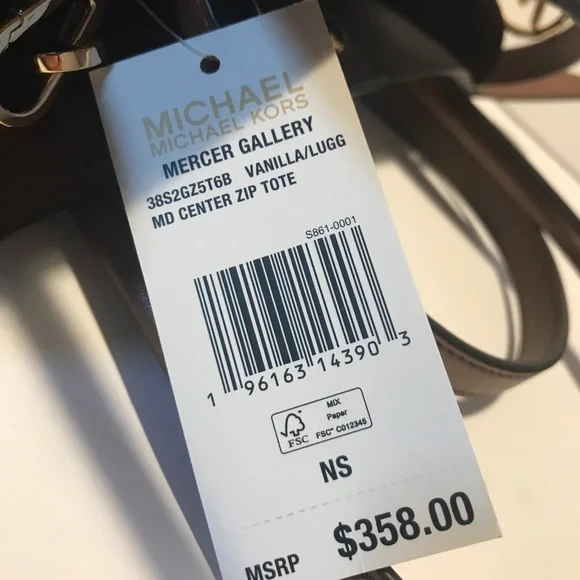 MICHAEL
MICHAEL KORS
MERCER GALLERY
38S2GZ5T6B VANILLA/LUGG
MD CENTER ZIP TOTE
S861-0001
1 96163 14390 3
MIX
Paper
FSC FSC™ C012345
NS
MSRP $358.00